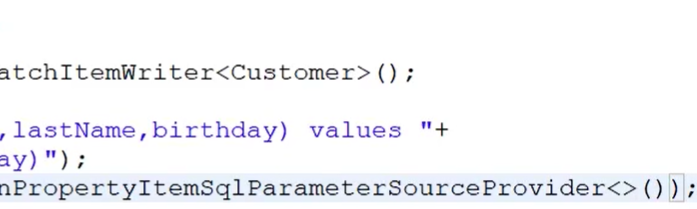 atchItemWriter<Customer>();
,lastName,birthday) values "+
ay)");
nPropertyItemSqlParameterSourceProvider<>());